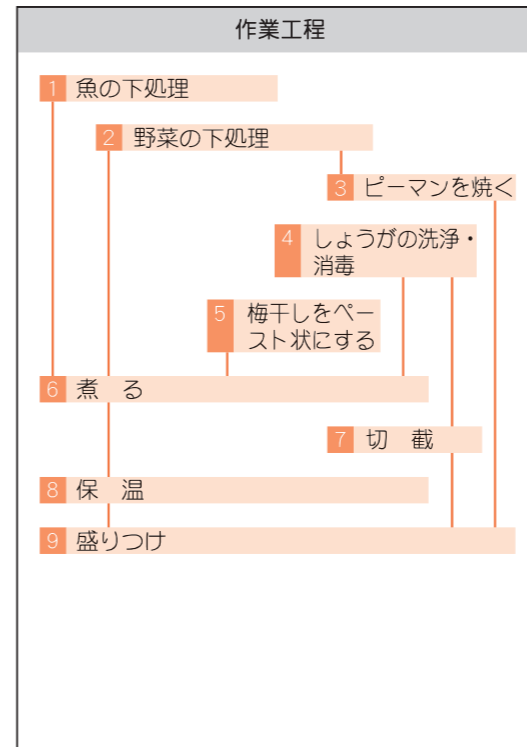 作業工程
1 魚の下処理
2 野菜の下処理
3 ピーマンを焼く
4 しょうがの洗浄・
消毒
5 梅干しをペー
スト状にする
6 煮　る
7 切　截
8 保　温
9 盛りつけ